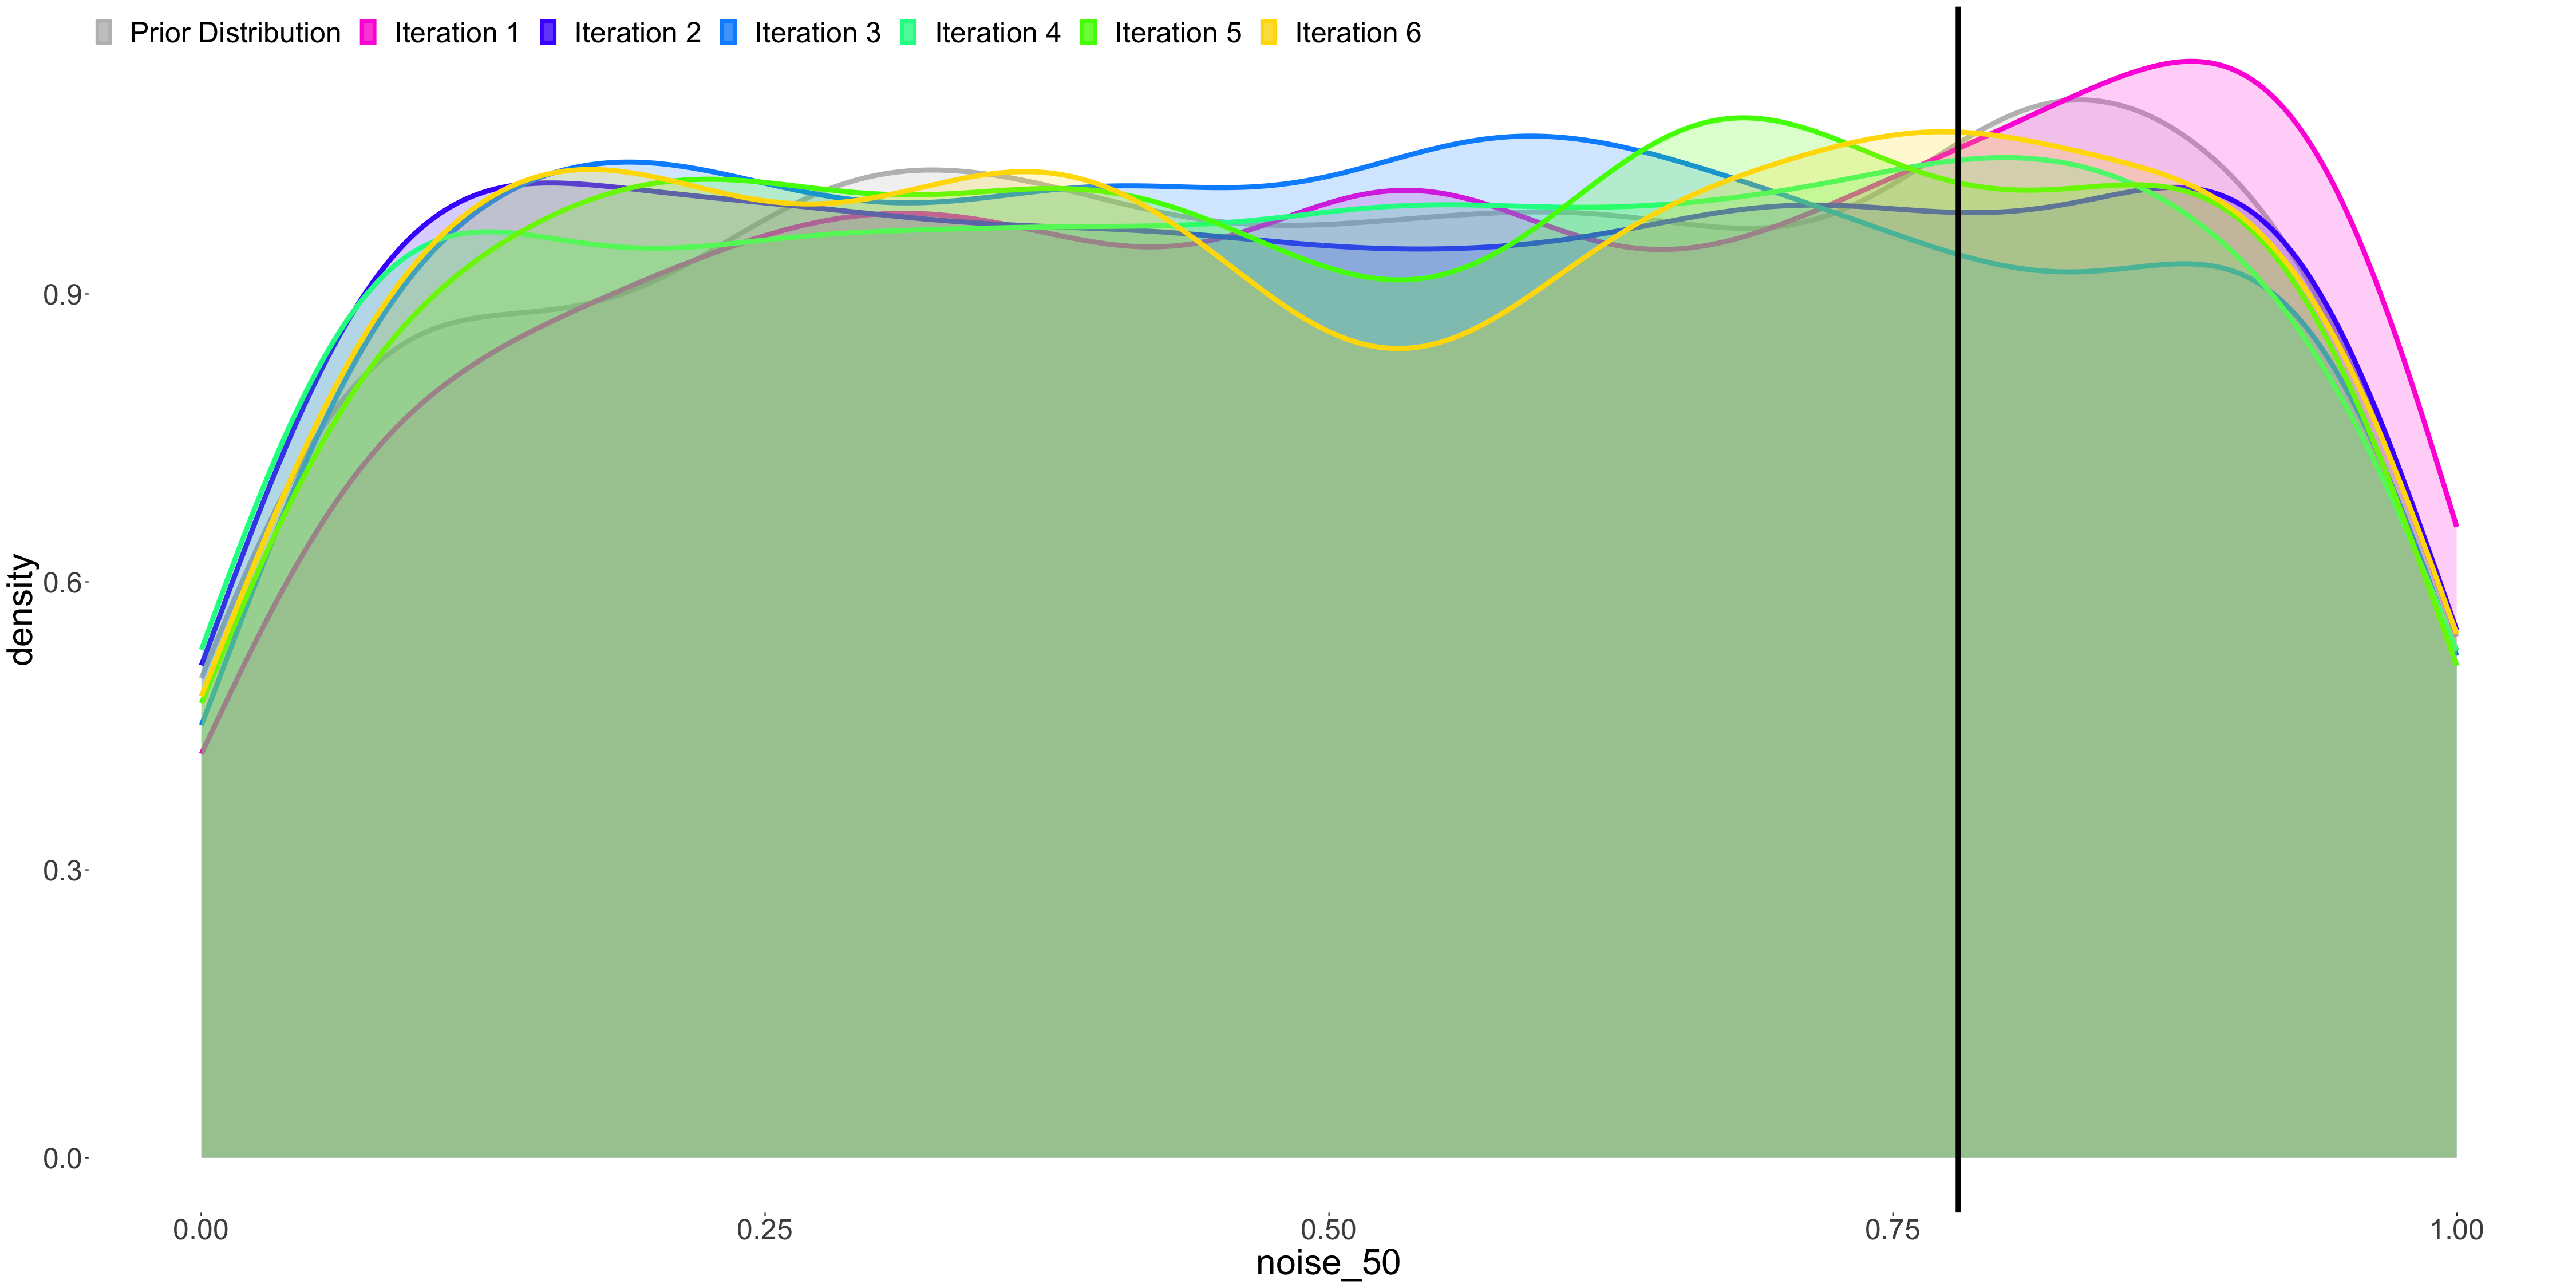 Prior Distribution Iteration 1 Iteration 2 Iteration 3 Iteration 4 Iteration 5 Iteration 6
density
0.9
0.6
0.3
0.0
0.00 0.25 0.50 0.75 1.00
noise_50